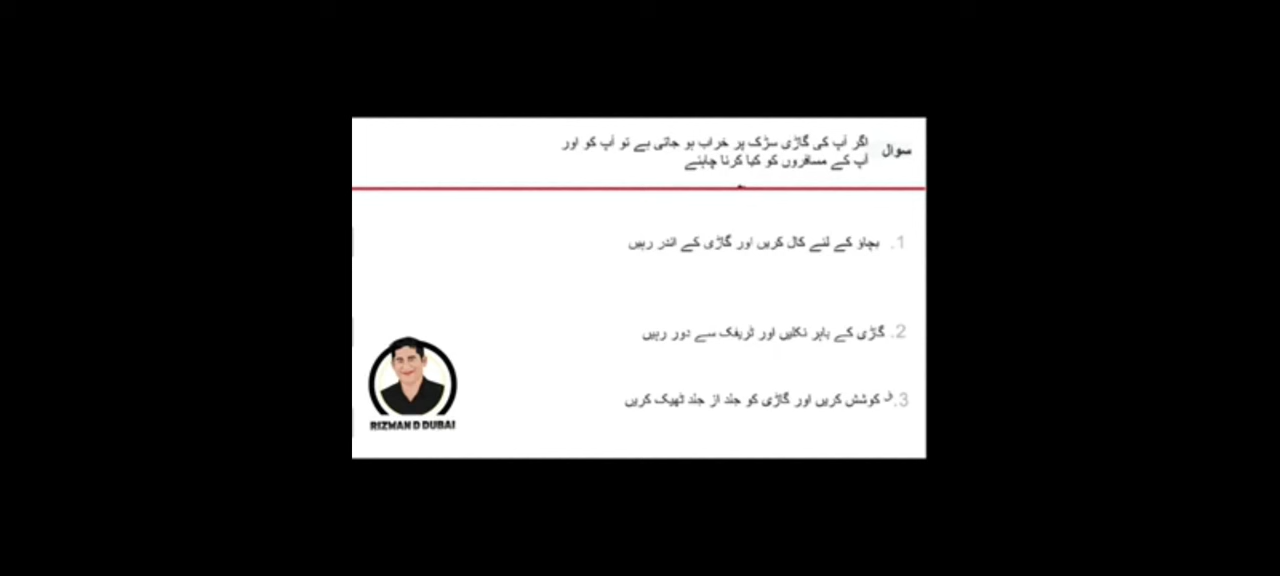 سوال
اگر آپ کی گاڑی سڑک پر خراب ہو جاتی ہے تو آپ کو اور
آپ کے مسافروں کو کیا کرنا چاہئے
1. بچاؤ کے لئے کال کریں اور گاڑی کے اندر رہیں
2. گاڑی کے باہر نکلیں اور ٹریفک سے دور رہیں
3. کوشش کریں اور گاڑی کو جلد از جلد ٹھیک کریں
RIZWAN D DUBAI